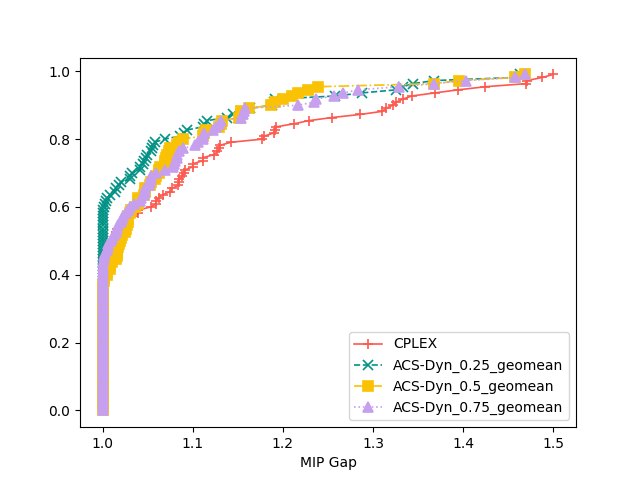 1.0
0.8
0.6
0.4
0.2
0.0
1.0 1.1 1.2 1.3 1.4 1.5
MIP Gap
CPLEX
ACS-Dyn_0.25_geomean
ACS-Dyn_0.5_geomean
ACS-Dyn_0.75_geomean